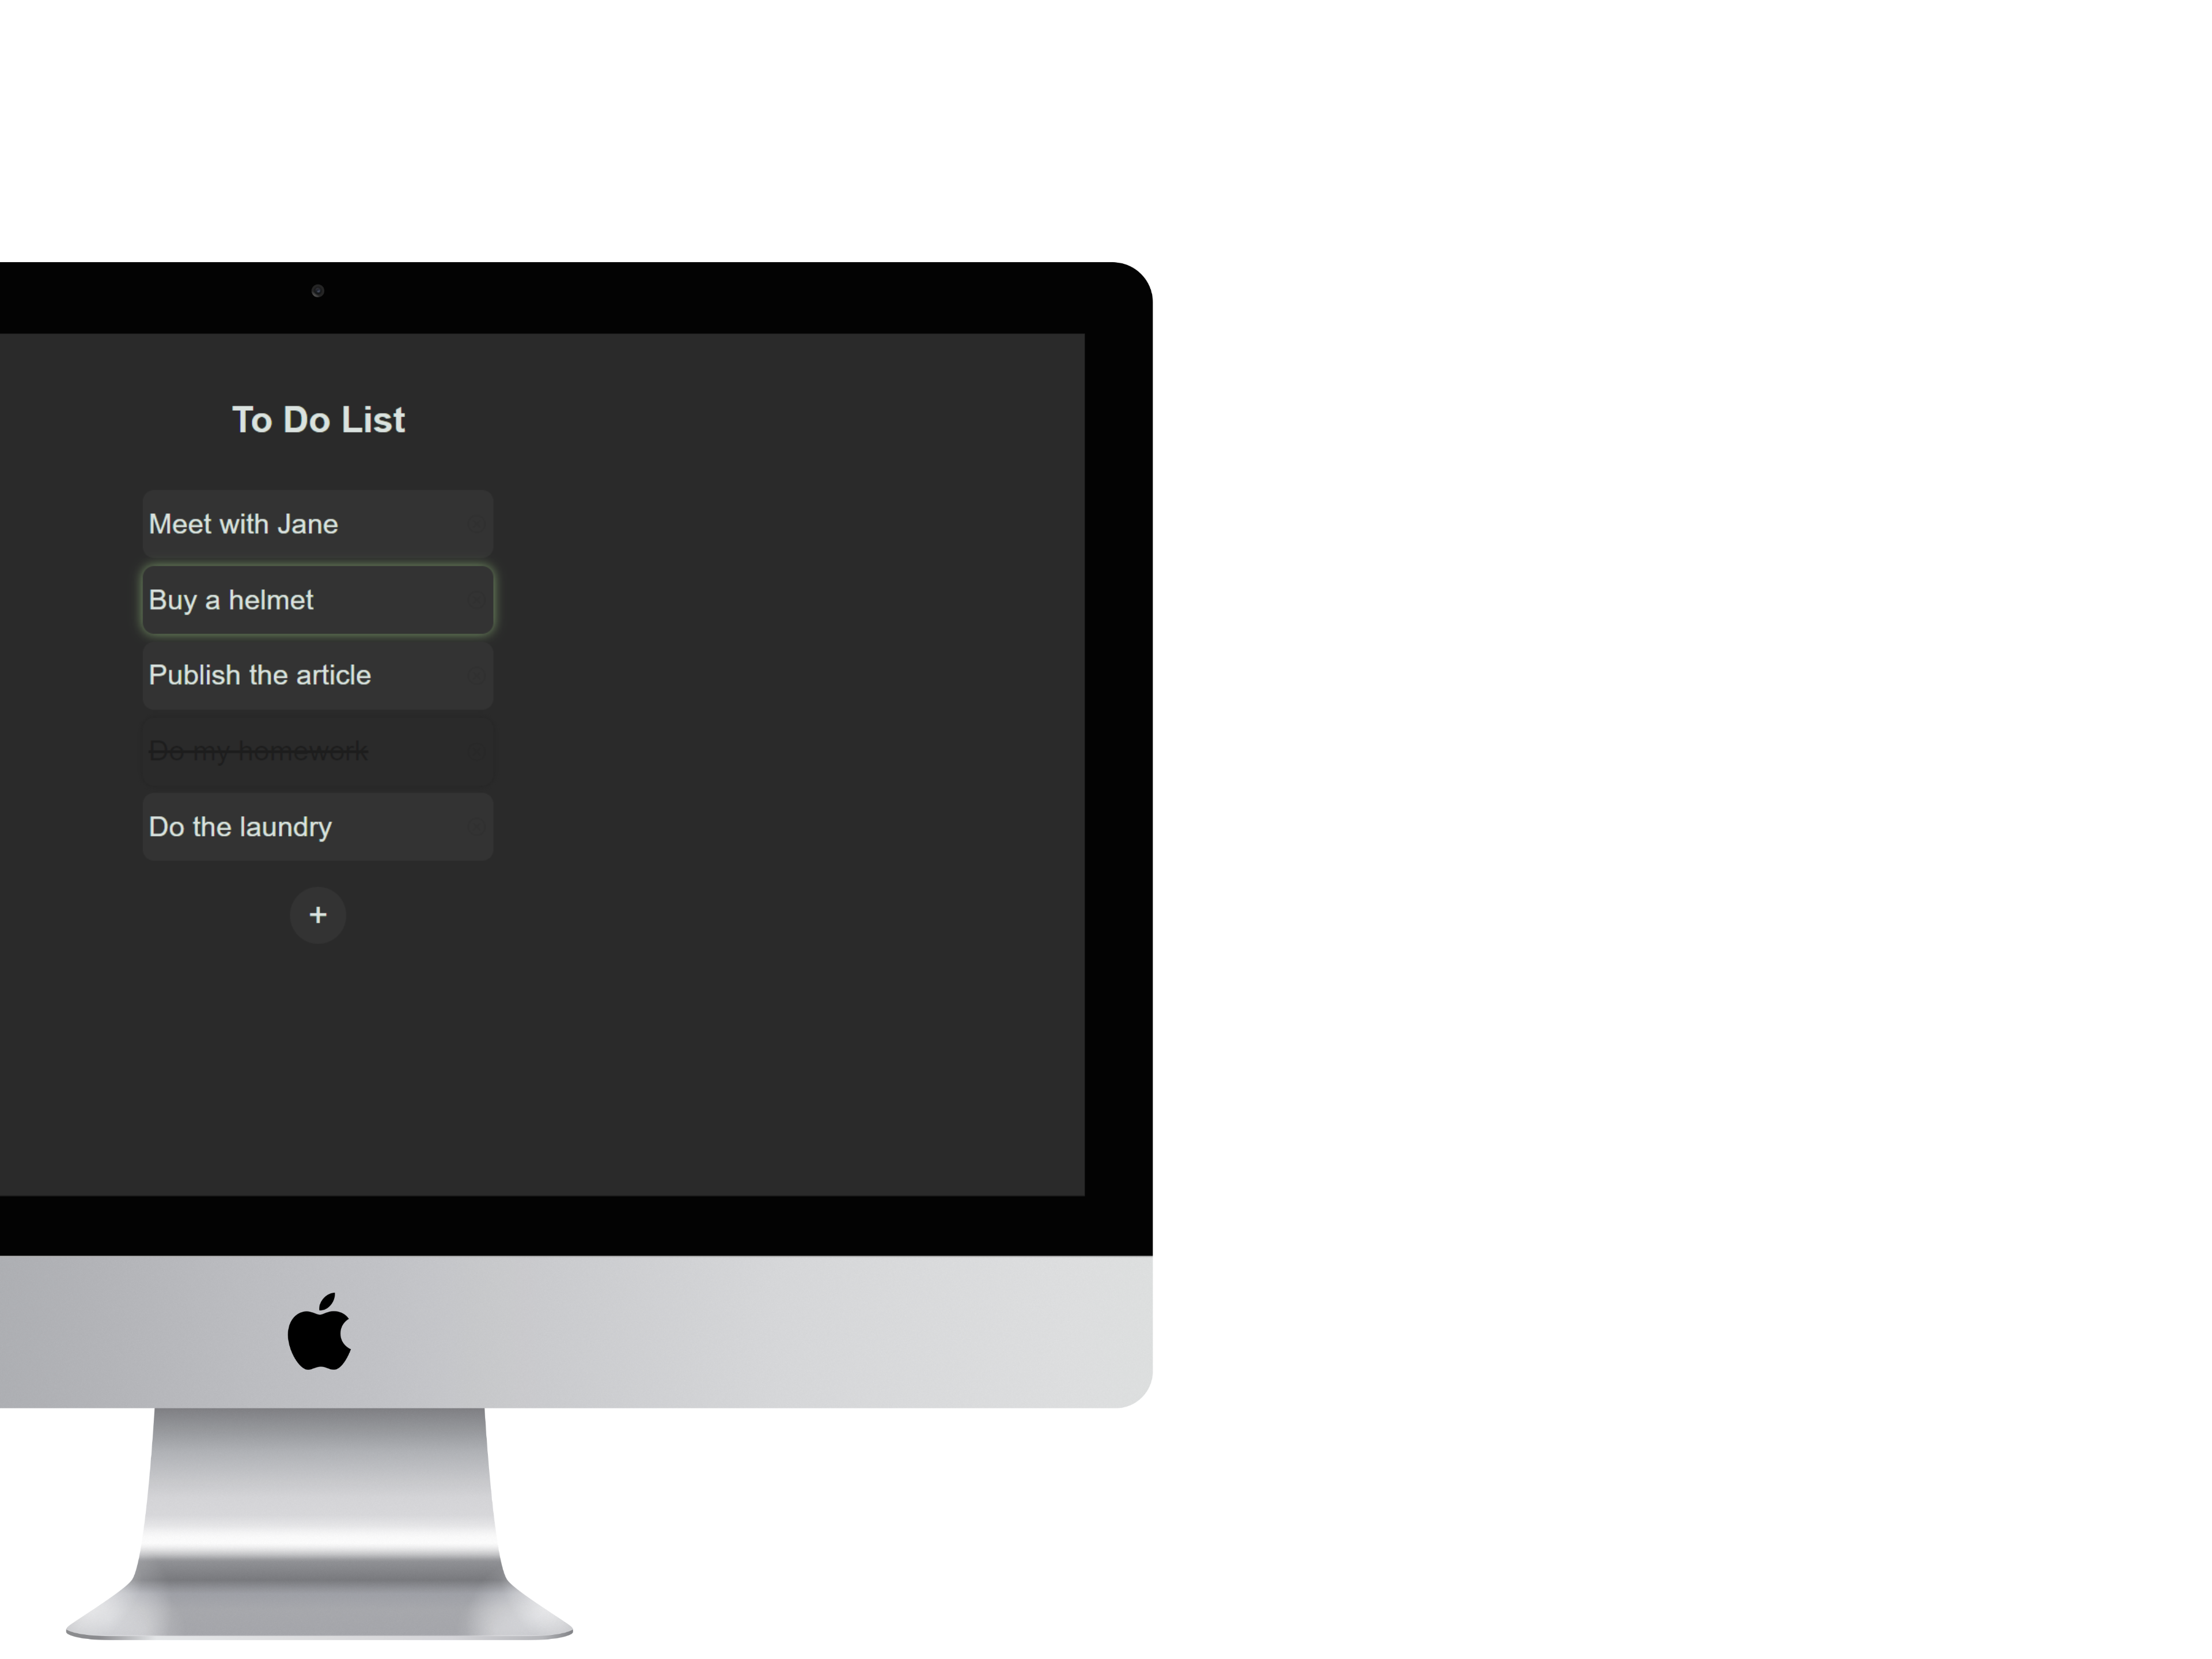 To Do List
Meet with Jane
Buy a helmet
Publish the article
Do my homework
Do the laundry
+